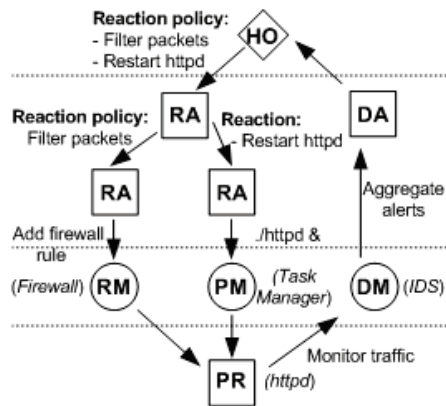 Reaction policy:
- Filter packets
- Restart httpd
HO
Reaction policy:
Filter packets
RA
Reaction:
- Restart httpd
DA
RA
RA
Aggregate
alerts
Add firewall
rule
./httpd &
(Firewall)
RM
PM
(Task
Manager)
DM
(IDS)
Monitor traffic
PR
(httpd)